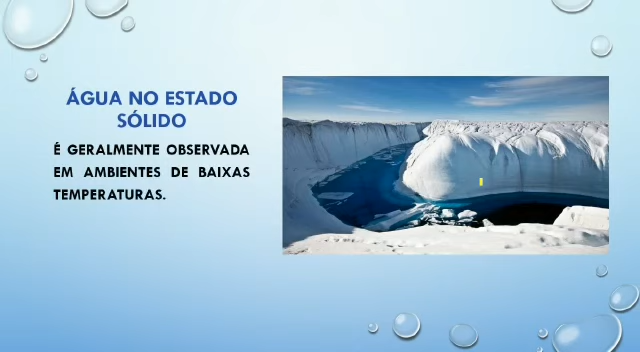 ÁGUA NO ESTADO
SÓLIDO
É GERALMENTE OBSERVADA
EM AMBIENTES DE BAIXAS
TEMPERATURAS.